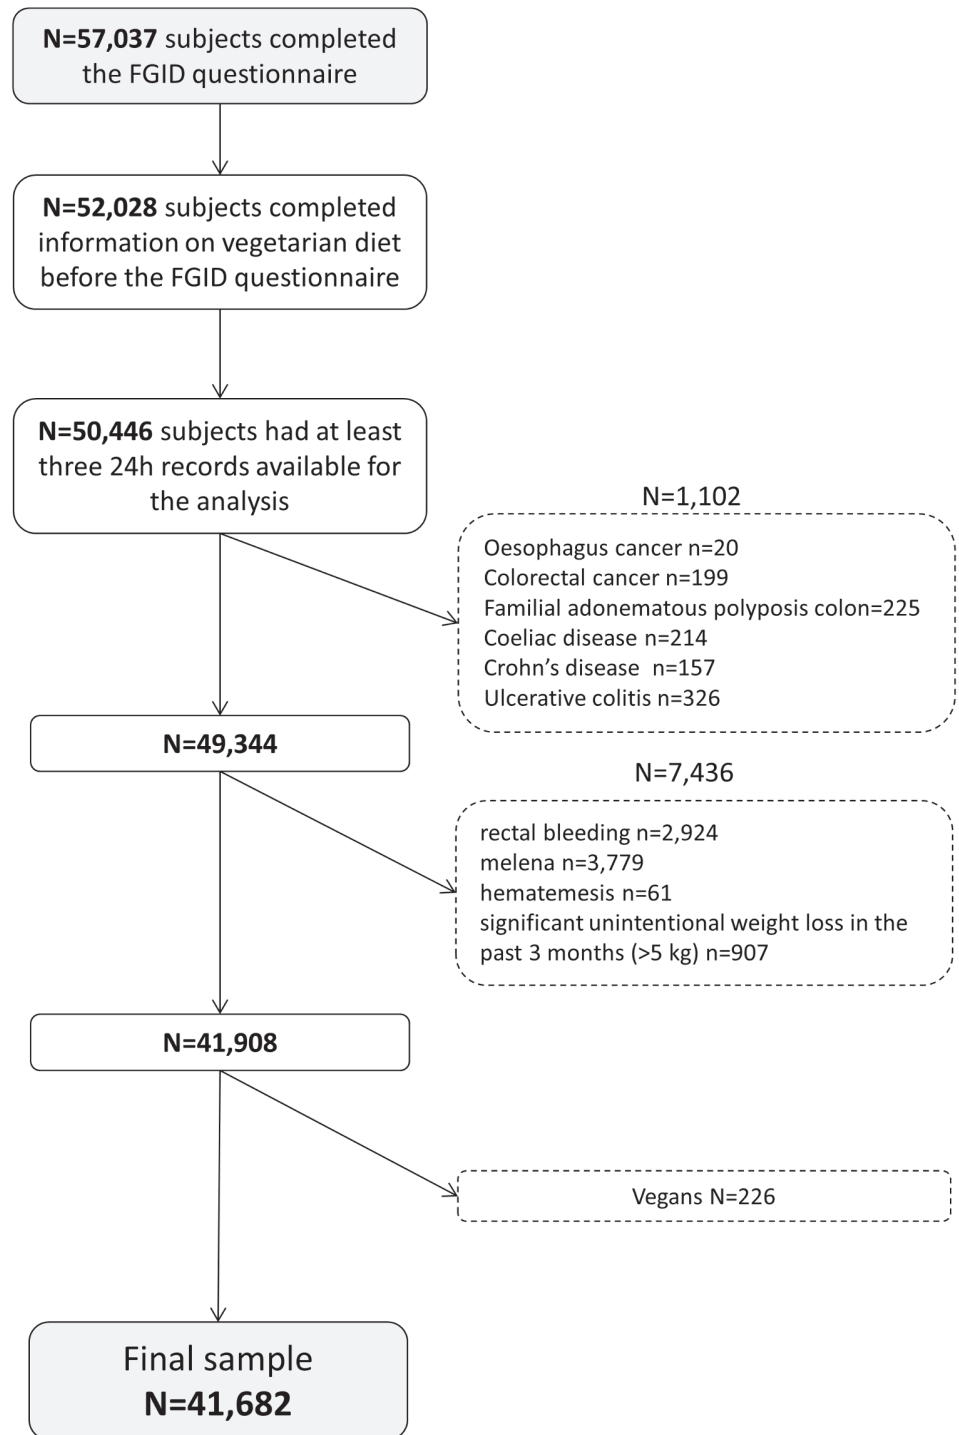 N=57,037 subjects completed
the FGID questionnaire
N=52,028 subjects completed
information on vegetarian diet
before the FGID questionnaire
N=50,446 subjects had at least
three 24h records available for
the analysis
N=1,102
Oesophagus cancer n=20
Colorectal cancer n=199
Familial adonematous polyposis colon=225
Coeliac disease n=214
Crohn’s disease  n=157
Ulcerative colitis n=326
N=49,344
N=7,436
rectal bleeding n=2,924
melena n=3,779
hematemesis n=61
significant unintentional weight loss in the
past 3 months (>5 kg) n=907
N=41,908
Vegans N=226
Final sample
N=41,682